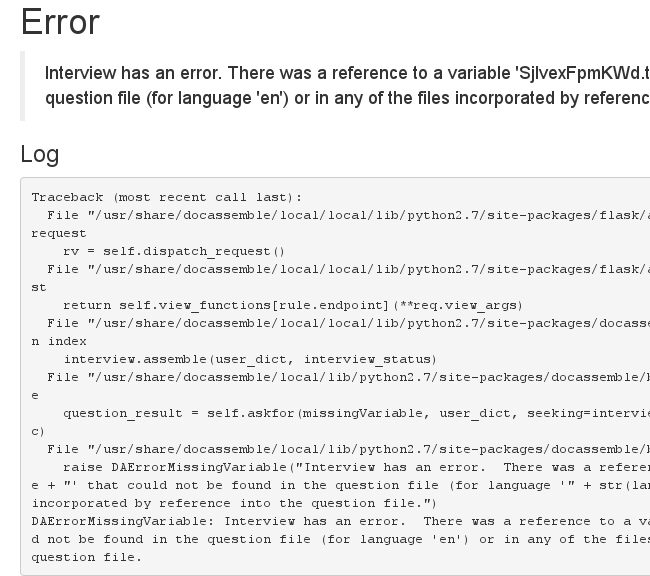 Error
Interview has an error. There was a reference to a variable 'SjIvexFpmKWd.t
question file (for language 'en') or in any of the files incorporated by referenc
Log
Traceback (most recent call last):
  File "/usr/share/docassemble/local/local/lib/python2.7/site-packages/flask/a
request
    rv = self.dispatch_request()
  File "/usr/share/docassemble/local/local/lib/python2.7/site-packages/flask/a
st
    return self.view_functions[rule.endpoint](**req.view_args)
  File "/usr/share/docassemble/local/local/lib/python2.7/site-packages/docasse
n index
    interview.assemble(user_dict, interview_status)
  File "/usr/share/docassemble/local/local/lib/python2.7/site-packages/docassemble/b
e
    question_result = self.askfor(missingVariable, user_dict, seeking=intervie
c)
  File "/usr/share/docassemble/local/local/lib/python2.7/site-packages/docassemble/b
    raise DAErrorMissingVariable("Interview has an error.  There was a referen
e + "' that could not be found in the question file (for language '" + str(lan
incorporated by reference into the question file.")
DAErrorMissingVariable: Interview has an error.  There was a reference to a va
d not be found in the question file (for language 'en') or in any of the files
question file.